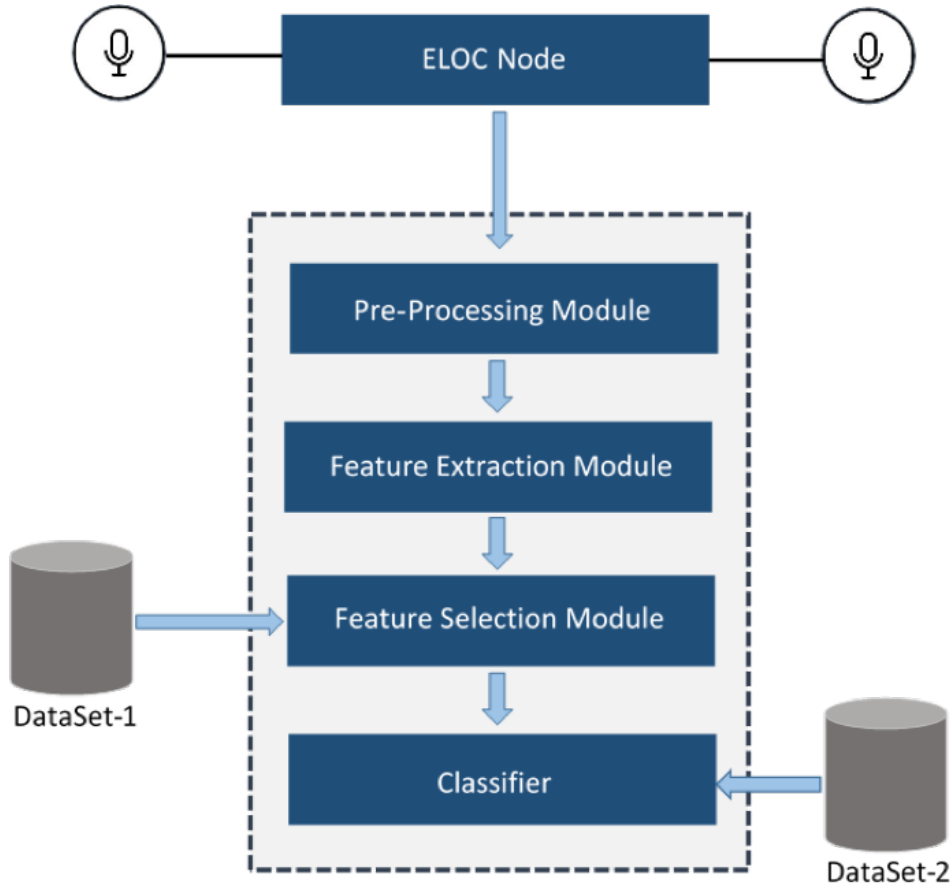 ELOC Node
Pre-Processing Module
Feature Extraction Module
Feature Selection Module
DataSet-1
Classifier
DataSet-2